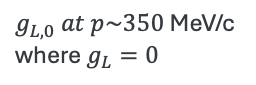 g_{L,0} at p~350 MeV/c
where g_L = 0